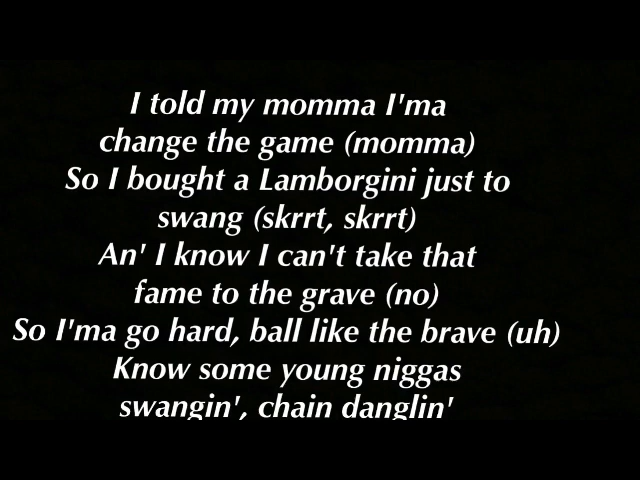 I told my momma I'ma
change the game (momma)
So I bought a Lamborgini just to
swang (skrrt, skrrt)
An' I know I can't take that
fame to the grave (no)
So I'ma go hard, ball like the brave (uh)
Know some young niggas
swangin', chain danglin'